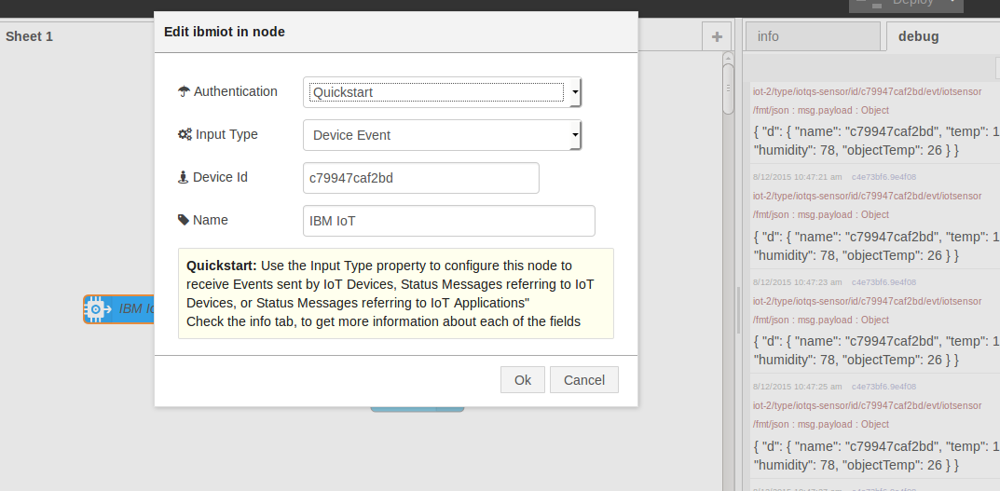 Deploy
Sheet 1
Edit ibmiot in node
Authentication
Quickstart
Input Type
Device Event
Device Id
c79947caf2bd
Name
IBM IoT
Quickstart: Use the Input Type property to configure this node to
receive Events sent by IoT Devices, Status Messages referring to IoT
Devices, or Status Messages referring to IoT Applications"
Check the info tab, to get more information about each of the fields
Ok
Cancel
IBM Io
info
debug
iot-2/type/iotqs-sensor/id/c79947caf2bd/evt/iotsensor
/fmt/json : msg.payload : Object
{ "d": { "name": "c79947caf2bd", "temp": 1
"humidity": 78, "objectTemp": 26 } }
8/12/2015 10:47:21 am c4e73bf6.9e4f08
iot-2/type/iotqs-sensor/id/c79947caf2bd/evt/iotsensor
/fmt/json : msg.payload : Object
{ "d": { "name": "c79947caf2bd", "temp": 1
"humidity": 78, "objectTemp": 26 } }
8/12/2015 10:47:23 am c4e73bf6.9e4f08
iot-2/type/iotqs-sensor/id/c79947caf2bd/evt/iotsensor
/fmt/json : msg.payload : Object
{ "d": { "name": "c79947caf2bd", "temp": 1
"humidity": 78, "objectTemp": 26 } }
8/12/2015 10:47:25 am c4e73bf6.9e4f08
iot-2/type/iotqs-sensor/id/c79947caf2bd/evt/iotsensor
/fmt/json : msg.payload : Object
{ "d": { "name": "c79947caf2bd", "temp": 1
"humidity": 78, "objectTemp": 26 } }